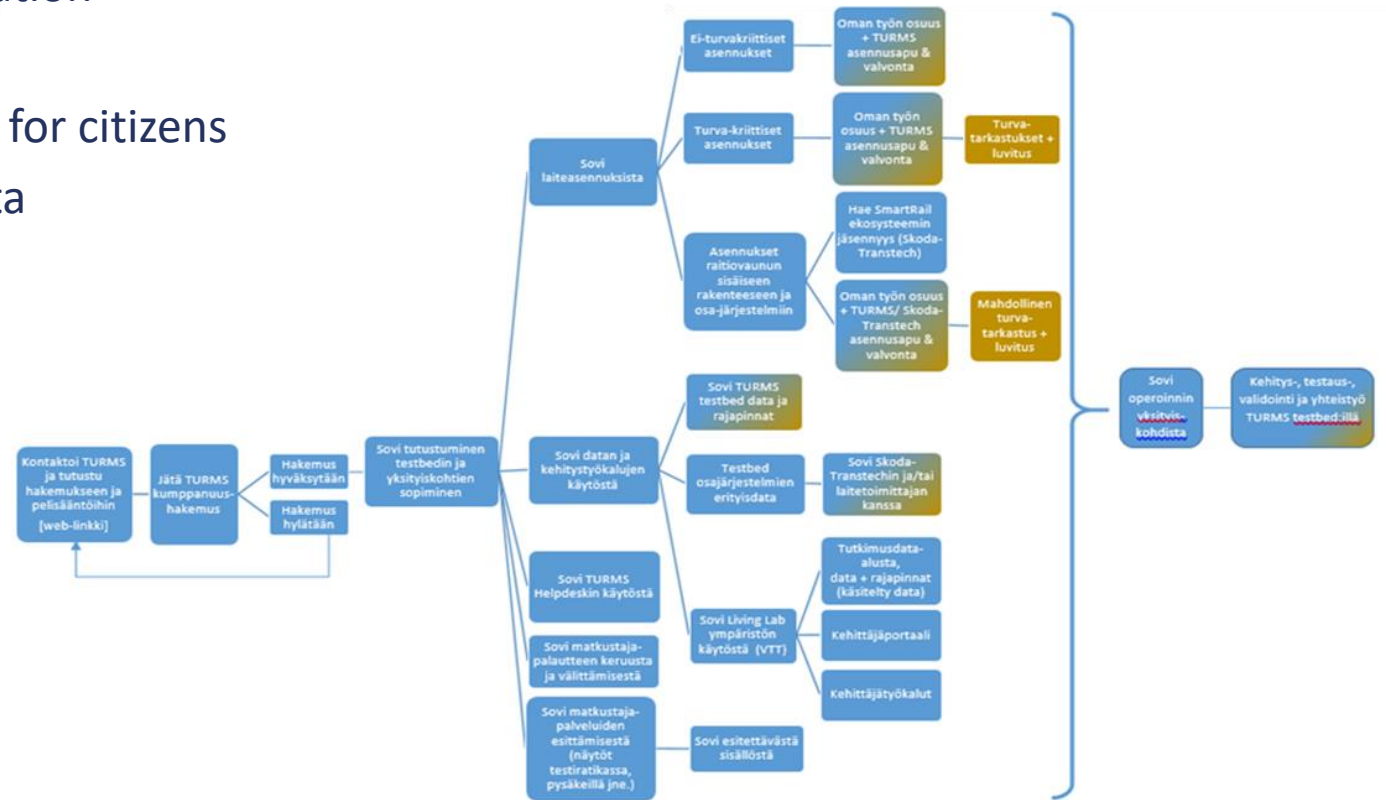 for citizens
Kontaktoi TURMS
ja tutustu
hakemukseen ja
pelisääntöihin
[web-linkki]
Jätä TURMS
kumppanuus-
hakemus
Hakemus
hyväksytään
Hakemus
hylätään
Sovi tutustuminen
testbedin ja
yksityiskohtien
sopiminen
Sovi
laiteasennuksista
Ei-turvakriittiset
asennukset
Oman työn osuus
+ TURMS
asennusapu &
valvonta
Turva-kriittiset
asennukset
Oman työn
osuus + TURMS
asennusapu &
valvonta
Turva-
tarkastukset +
luvitus
Asennukset
raitiovaunun
sisäiseen
rakenteeseen ja
osa-järjestelmiin
Hae SmartRail
ekosysteemin
jäsennyys (Skoda-
Transtech)
Oman työn osuus
+ TURMS/ Skoda-
Transtech
asennusapu &
valvonta
Mahdollinen
turva-
tarkastus +
luvitus
Sovi datan ja
kehitystyökalujen
käytöstä
Sovi TURMS
testbed data ja
rajapinnat
Testbed
osajärjestelmien
erityisdata
Sovi Skoda-
Transtechin ja/tai
laitetoimittajan
kanssa
Sovi Living Lab
ympäristön
käytöstä (VTT)
Tutkimusdata-
alusta,
data + rajapinnat
(käsitelty data)
Kehittäjäportaali
Kehittäjätyökalut
Sovi TURMS
Helpdeskin käytöstä
Sovi matkustaja-
palautteen keruusta
ja välittämisestä
Sovi matkustaja-
palveluiden
esittämisestä
(näytöt
testiratikassa,
pysäkeillä jne.)
Sovi esitettävästä
sisällöstä
Sovi
operoinnin
yksityis-
kohdista
Kehitys-, testaus-,
validointi ja yhteistyö
TURMS testbed:illä